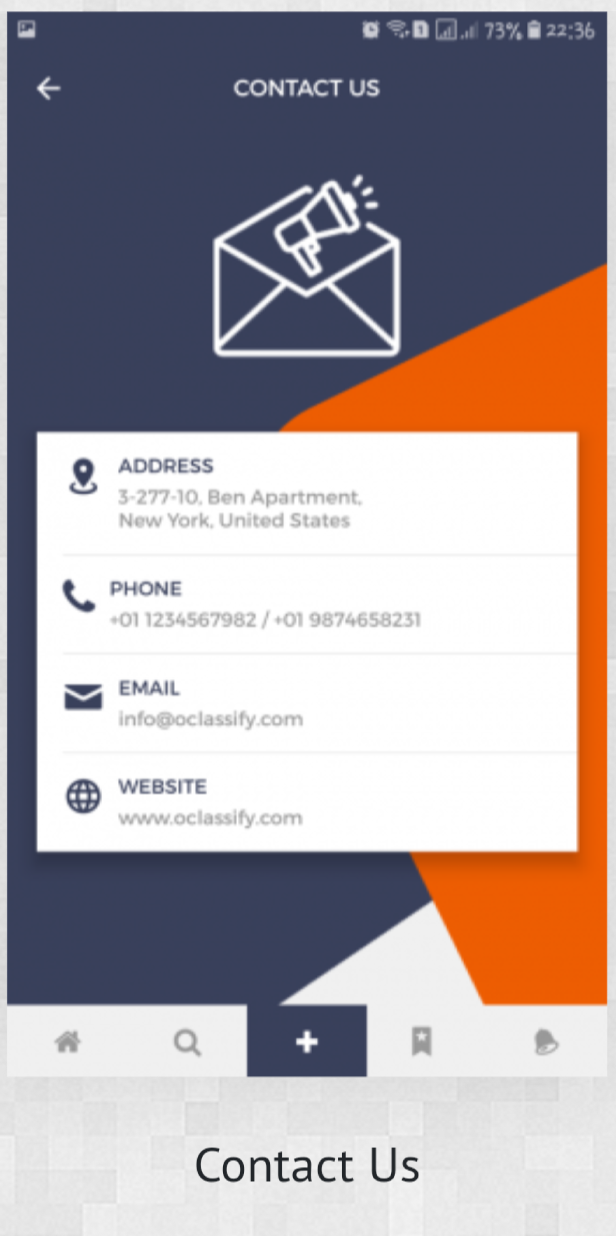 73% 22:36
CONTACT US
ADDRESS
3-277-10, Ben Apartment,
New York, United States
PHONE
+01 1234567982 / +01 9874658231
EMAIL
info@oclassify.com
WEBSITE
www.oclassify.com
Contact Us